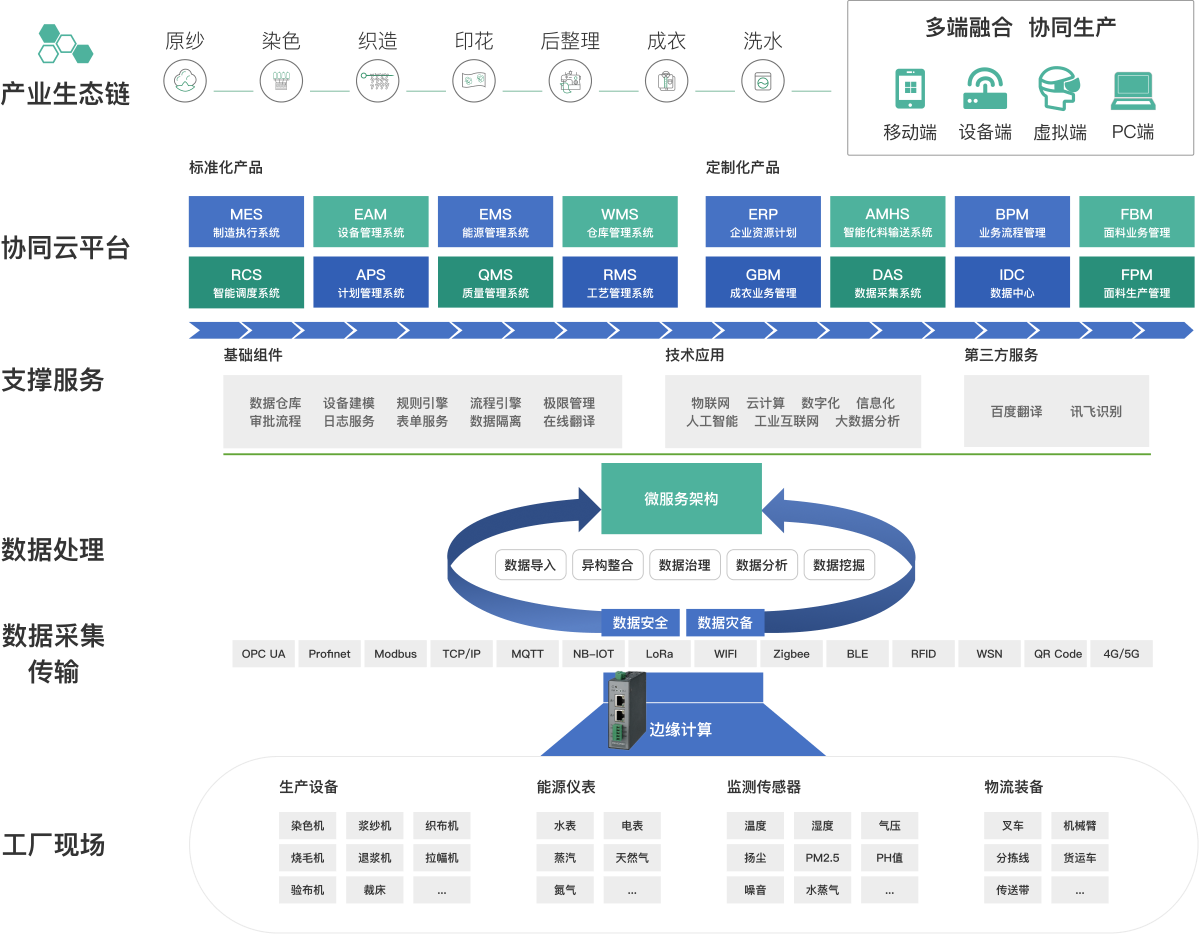 产业生态链
原纱 染色 织造 印花 后整理 成衣 洗水
多端融合 协同生产
移动端 设备端 虚拟端 PC端
协同云平台
标准化产品 定制化产品
MES EAM EMS WMS ERP AMHS BPM FBM
制造执行系统 设备管理系统 能源管理系统 仓库管理系统 企业资源计划 智能化料输送系统 业务流程管理 面料业务管理
RCS APS QMS RMS GBM DAS IDC FPM
智能调度系统 计划管理系统 质量管理系统 工艺管理系统 成衣业务管理 数据采集系统 数据中心 面料生产管理
支撑服务
基础组件 技术应用 第三方服务
数据仓库 设备建模 规则引擎 流程引擎 极限管理
审批流程 日志服务 表单服务 数据隔离 在线翻译
物联网 云计算 数字化 信息化
人工智能 工业互联网 大数据分析
百度翻译 讯飞识别
微服务架构
数据处理
数据导入 异构整合 数据治理 数据分析 数据挖掘
数据安全 数据灾备
数据采集
传输
OPC UA Profinet Modbus TCP/IP MQTT NB-IOT LoRa WIFI Zigbee BLE RFID WSN QR Code 4G/5G
边缘计算
工厂现场
生产设备 能源仪表 监测传感器 物流装备
染色机 浆纱机 织布机 水表 电表 温度 湿度 气压 叉车 机械臂
烧毛机 退浆机 拉幅机 蒸汽 天然气 扬尘 PM2.5 PH值 分拣线 货运车
验布机 裁床 ... 氮气 ... 噪音 水蒸气 ... 传送带 ...